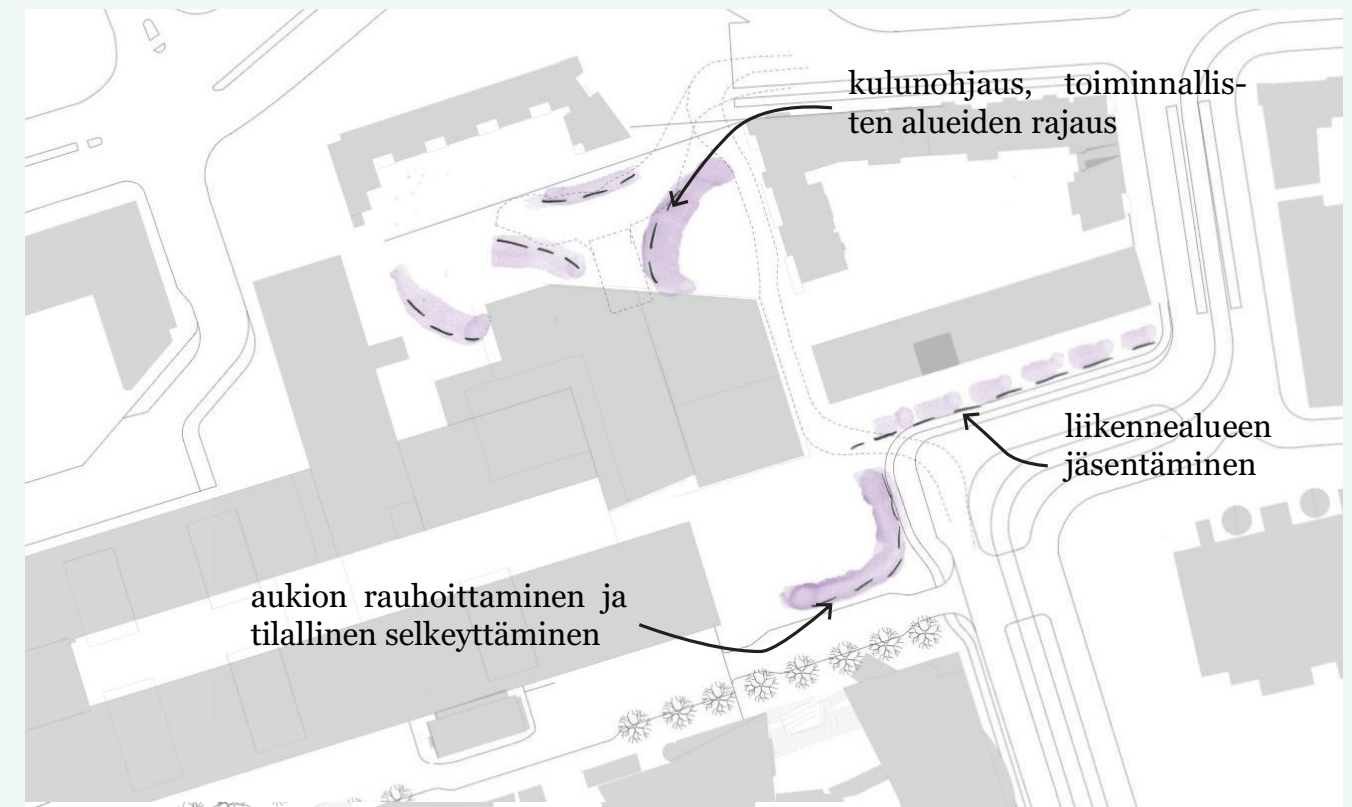 kulunohjaus, toiminnallis-
ten alueiden rajaus
liikennealueen
jäsentäminen
aukion rauhoittaminen ja
tilallinen selkeyttäminen